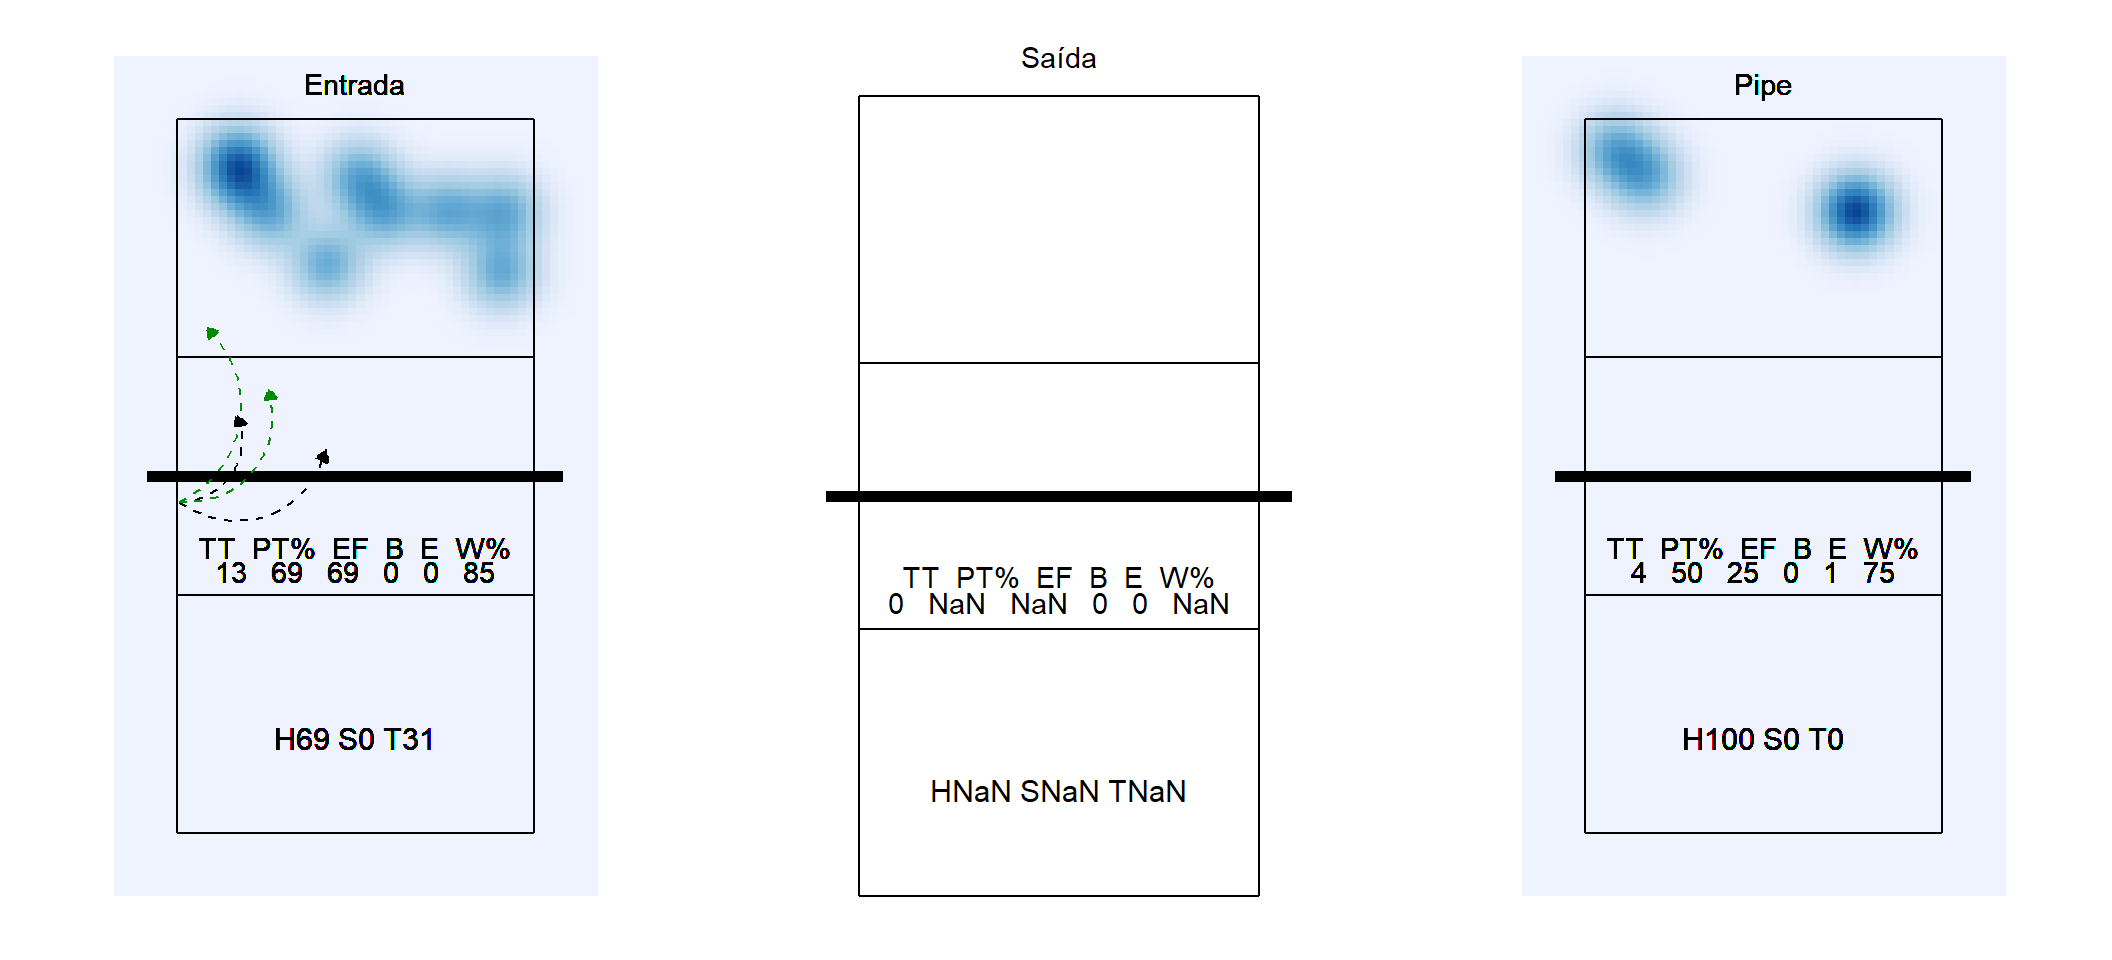 Entrada
TT PT% EF B E W%
13 69 69 0 0 85
H69 S0 T31
Saída
TT PT% EF B E W%
0 NaN NaN 0 0 NaN
HNaN SNaN TNaN
Pipe
TT PT% EF B E W%
4 50 25 0 1 75
H100 S0 T0